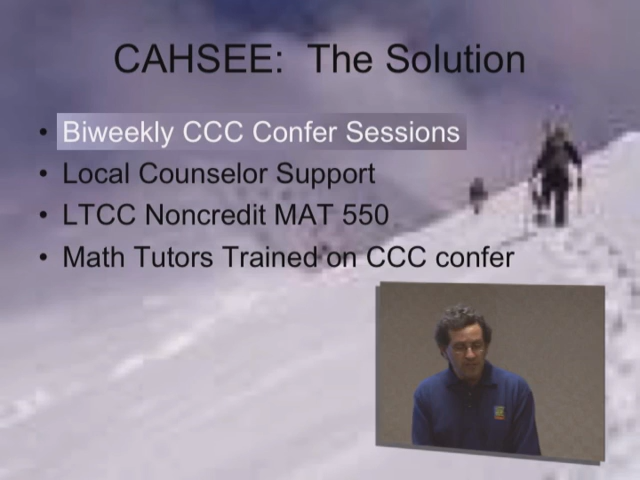 CAHSEE: The Solution
• Biweekly CCC Confer Sessions
• Local Counselor Support
• LTCC Noncredit MAT 550
• Math Tutors Trained on CCC confer